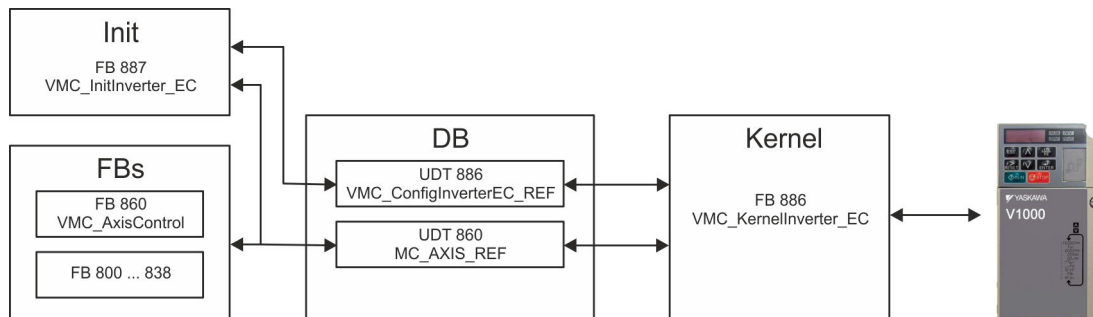 Init
FB 887
VMC_InitInverter_EC
FBs
FB 860
VMC_AxisControl
FB 800 ... 838
DB
UDT 886
VMC_ConfigInverterEC_REF
UDT 860
MC_AXIS_REF
Kernel
FB 886
VMC_KernelInverter_EC
YASKAWA
V1000